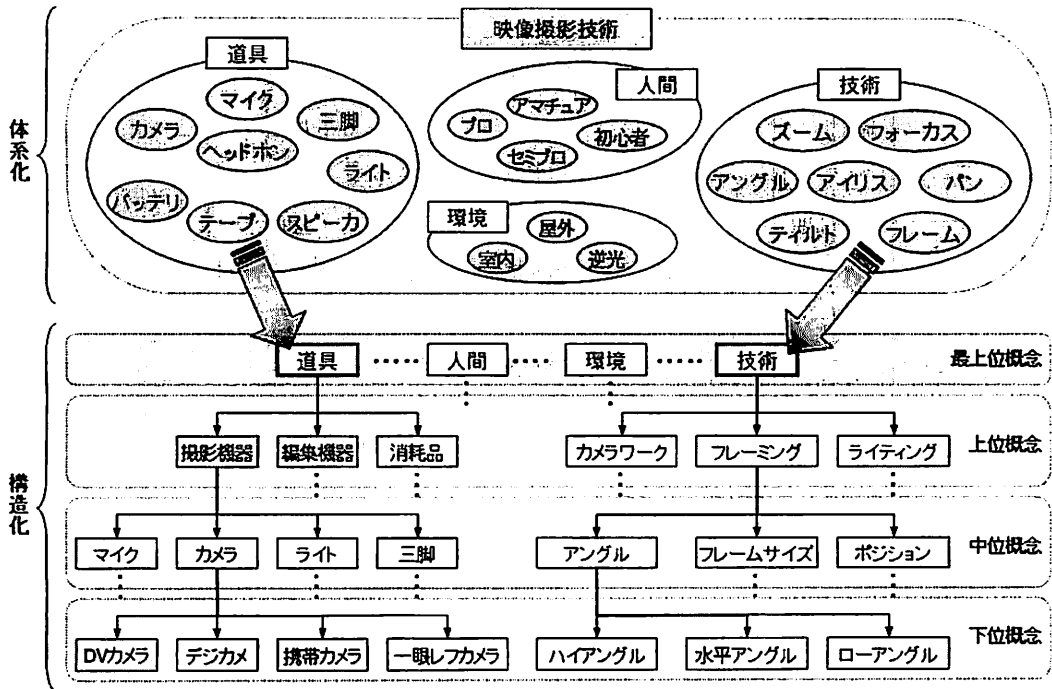 映像撮影技術
体系化
道具
マイク
カメラ
三脚
ヘッドホン
ライト
バッテリ
テープ
スピーカ
人間
アマチュア
プロ
初心者
セミプロ
環境
屋外
室内
逆光
技術
ズーム
フォーカス
アングル
アイリス
パン
ティルト
フレーム
構造化
道具 人間 環境 技術 最上位概念
撮影機器 編集機器 消耗品 カメラワーク フレーミング ライティング 上位概念
マイク カメラ ライト 三脚 アングル フレームサイズ ポジション 中位概念
DVカメラ デジカメ 携帯カメラ 一眼レフカメラ ハイアングル 水平アングル ローアングル 下位概念